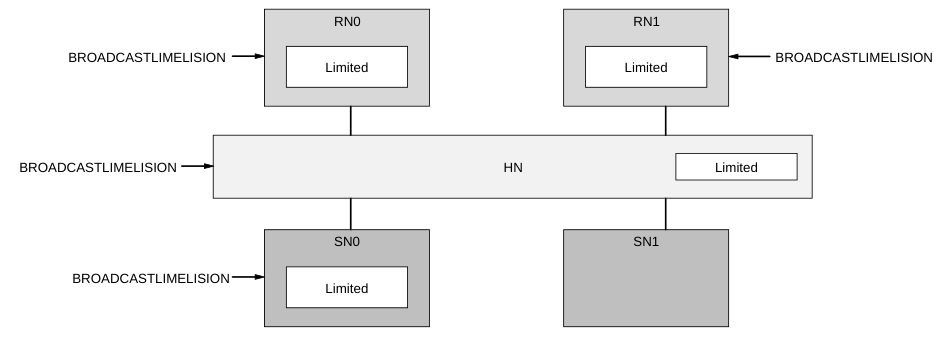 RN0
RN1
BROADCASTLIMELISION
Limited
Limited
BROADCASTLIMELISION
BROADCASTLIMELISION
HN
Limited
SN0
SN1
BROADCASTLIMELISION
Limited